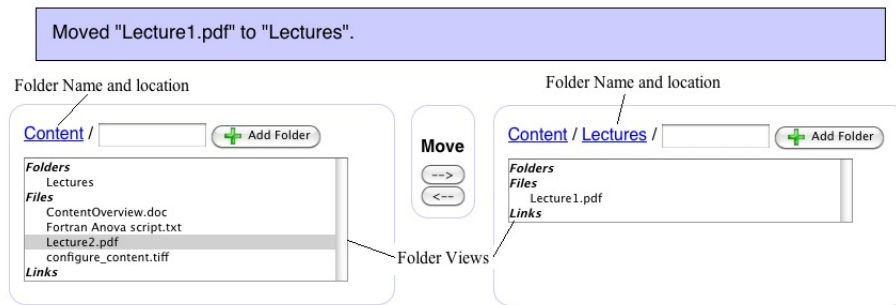 Moved "Lecture1.pdf" to "Lectures".
Folder Name and location
Folder Name and location
Content / Add Folder
Folders
Lectures
Files
ContentOverview.doc
Fortran Anova script.txt
Lecture2.pdf
configure_content.tiff
Links
Move
-->
<--
Folder Views
Content / Lectures / Add Folder
Folders
Files
Lecture1.pdf
Links